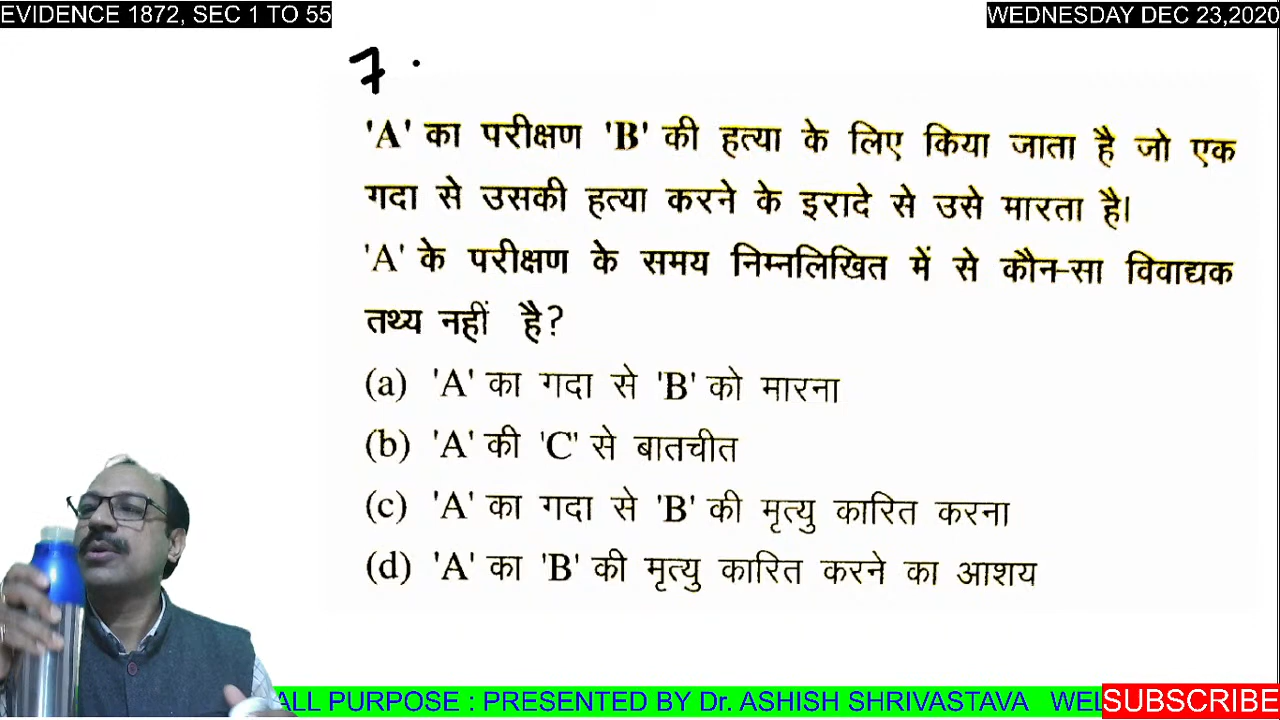 EVIDENCE 1872, SEC 1 TO 55
WEDNESDAY DEC 23,2020
7.
'A' का परीक्षण 'B' की हत्या के लिए किया जाता है जो एक
गदा से उसकी हत्या करने के इरादे से उसे मारता है।
'A' के परीक्षण के समय निम्नलिखित में से कौन-सा विवाद्यक
तथ्य नहीं है?
(a) 'A' का गदा से 'B' को मारना
(b) 'A' की 'C' से बातचीत
(c) 'A' का गदा से 'B' की मृत्यु कारित करना
(d) 'A' का 'B' की मृत्यु कारित करने का आशय
ALL PURPOSE : PRESENTED BY Dr. ASHISH SHRIVASTAVA WEL
SUBSCRIBE